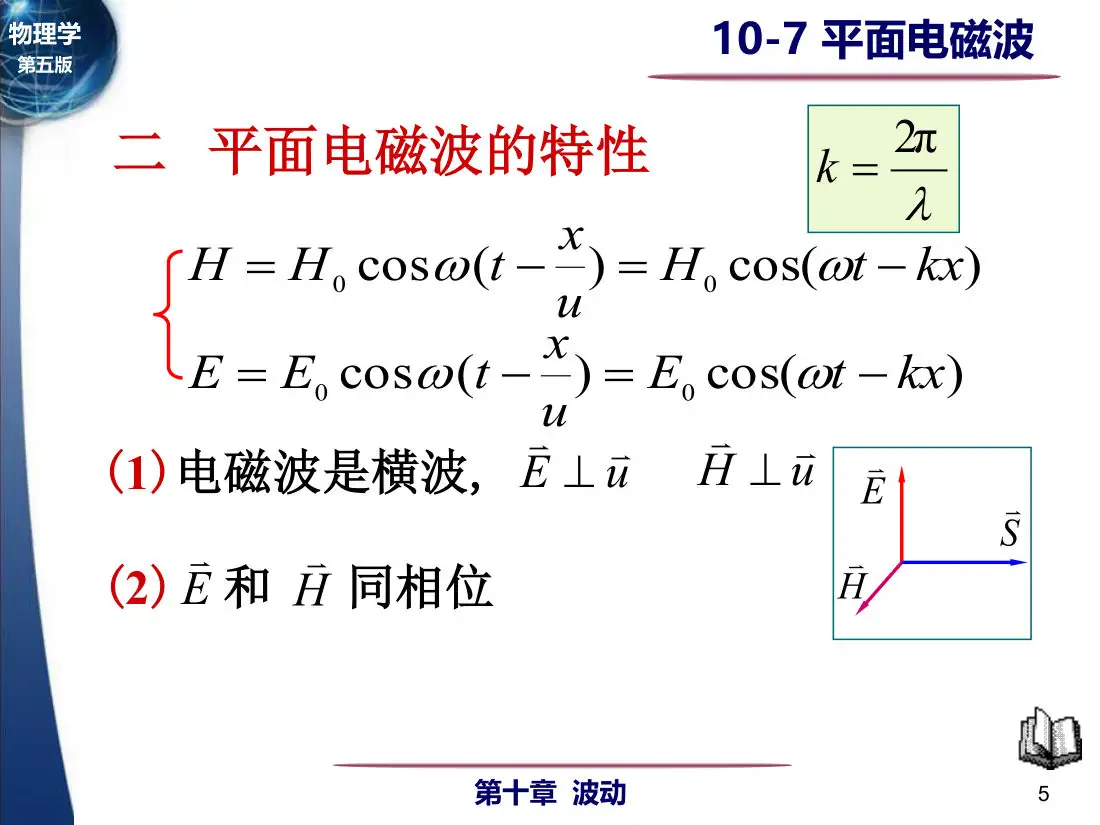 物理学
第五版
10-7 平面电磁波
二 平面电磁波的特性
k = 2π/λ
H = H₀ cosω(t − x/u) = H₀ cos(ωt − kx)
E = E₀ cosω(t − x/u) = E₀ cos(ωt − kx)
(1) 电磁波是横波, E⃗ ⊥ u⃗ H⃗ ⊥ u⃗
E⃗
S⃗
H⃗
(2) E⃗ 和 H⃗ 同相位
第十章 波动
5